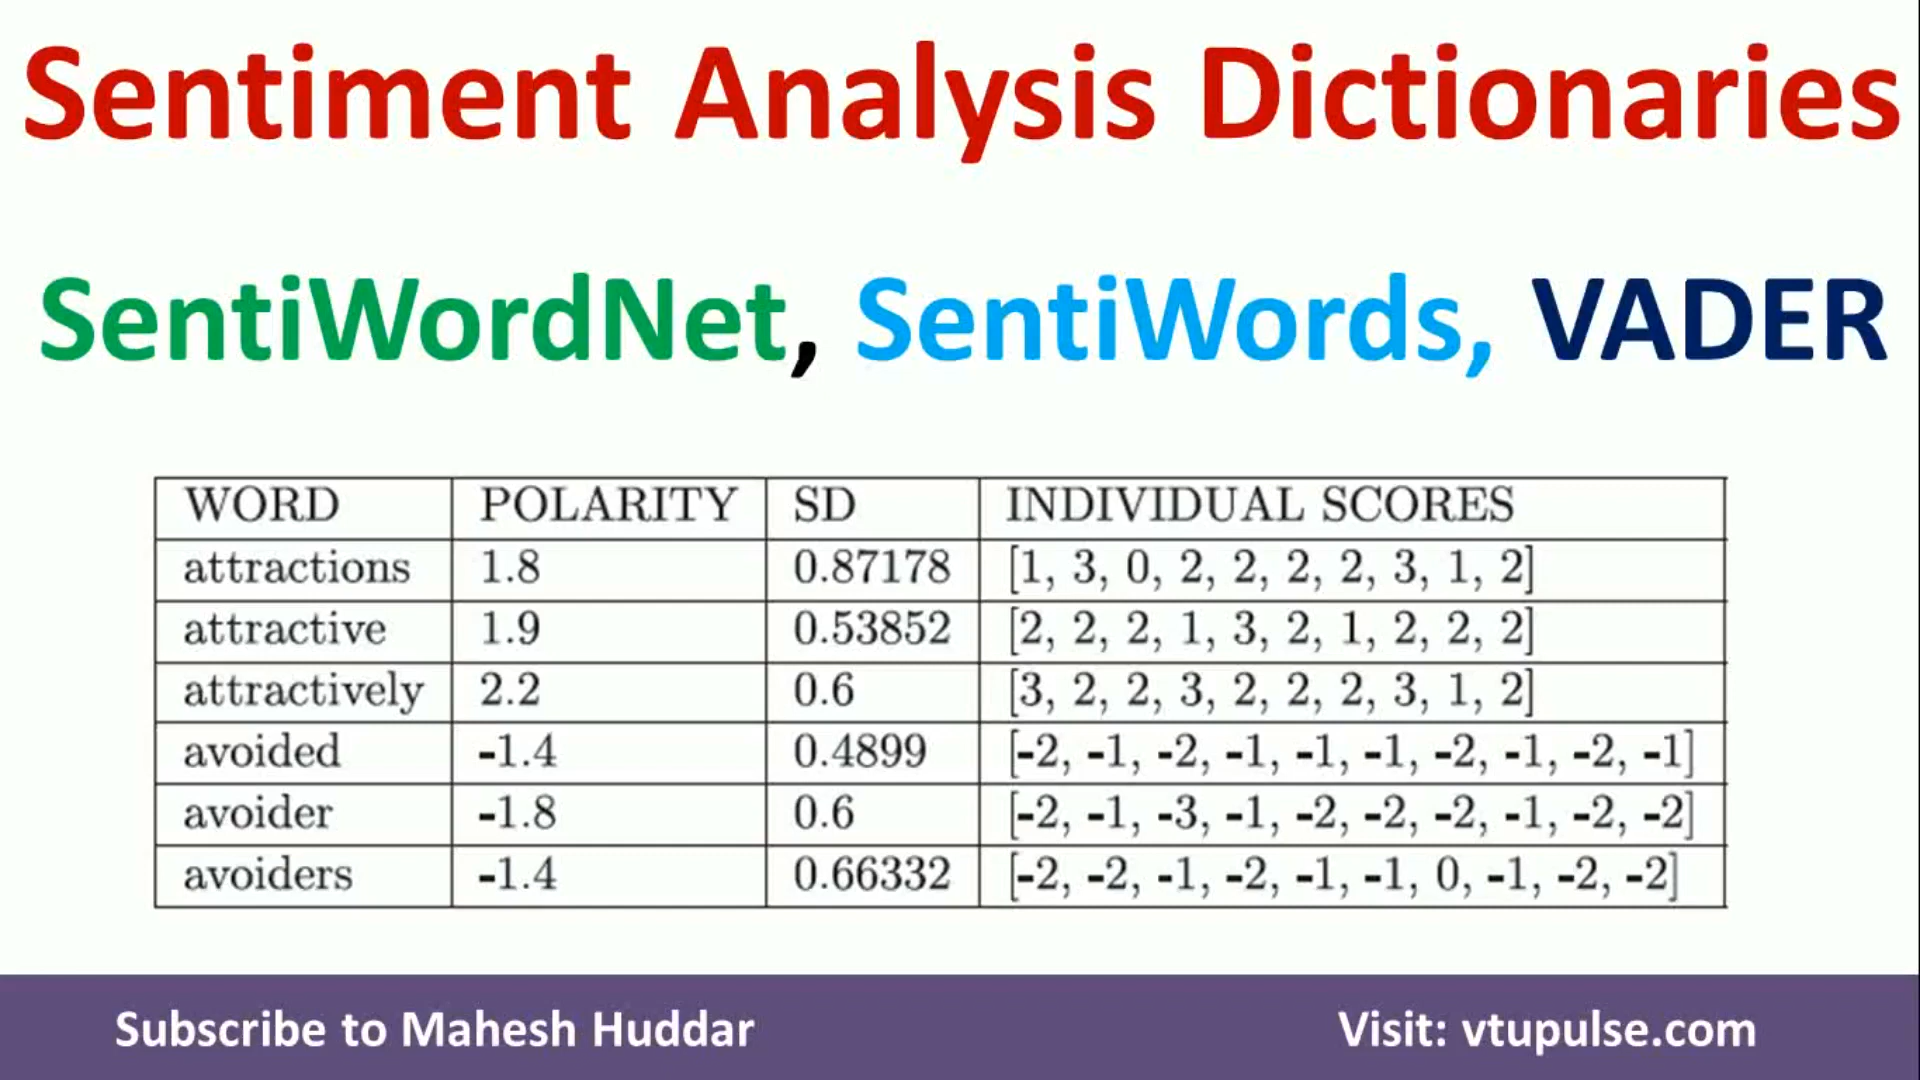 Sentiment Analysis Dictionaries
SentiWordNet, SentiWords, VADER
WORD POLARITY SD INDIVIDUAL SCORES
attractions 1.8 0.87178 [1, 3, 0, 2, 2, 2, 2, 3, 1, 2]
attractive 1.9 0.53852 [2, 2, 2, 1, 3, 2, 1, 2, 2, 2]
attractively 2.2 0.6 [3, 2, 2, 3, 2, 2, 2, 3, 1, 2]
avoided -1.4 0.4899 [-2, -1, -2, -1, -1, -1, -2, -1, -2, -1]
avoider -1.8 0.6 [-2, -1, -3, -1, -2, -2, -2, -1, -2, -2]
avoiders -1.4 0.66332 [-2, -2, -1, -2, -1, -1, 0, -1, -2, -2]
Subscribe to Mahesh Huddar Visit: vtupulse.com